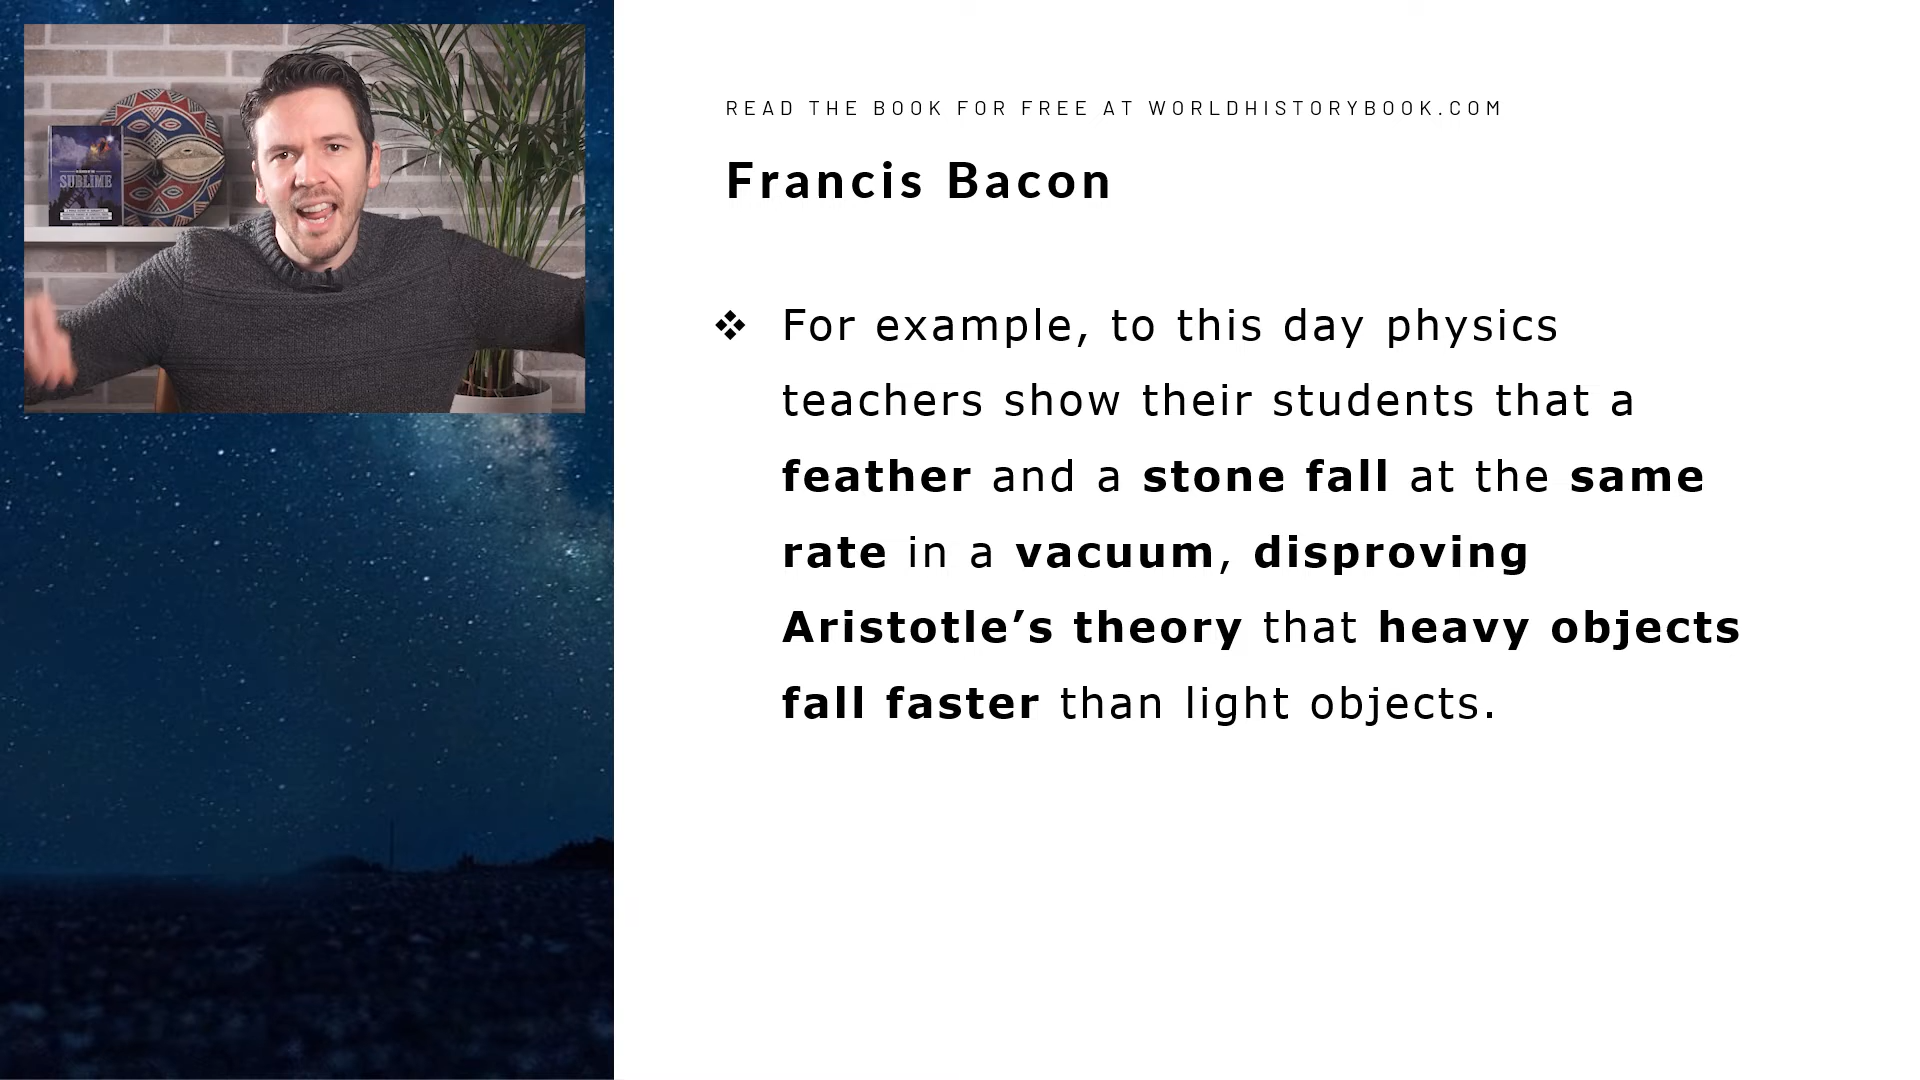 SUBLIME
READ THE BOOK FOR FREE AT WORLDHISTORYBOOK.COM
Francis Bacon
❖ For example, to this day physics
teachers show their students that a
feather and a stone fall at the same
rate in a vacuum, disproving
Aristotle’s theory that heavy objects
fall faster than light objects.